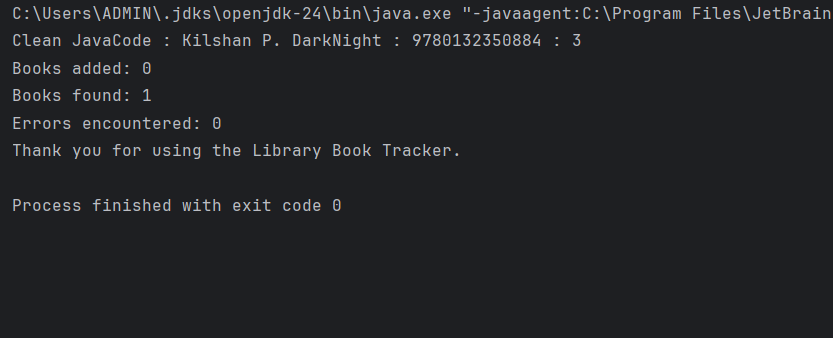 C:\Users\ADMIN\.jdks\openjdk-24\bin\java.exe "-javaagent:C:\Program Files\JetBrain
Clean JavaCode : Kilshan P. DarkNight : 9780132350884 : 3
Books added: 0
Books found: 1
Errors encountered: 0
Thank you for using the Library Book Tracker.
Process finished with exit code 0